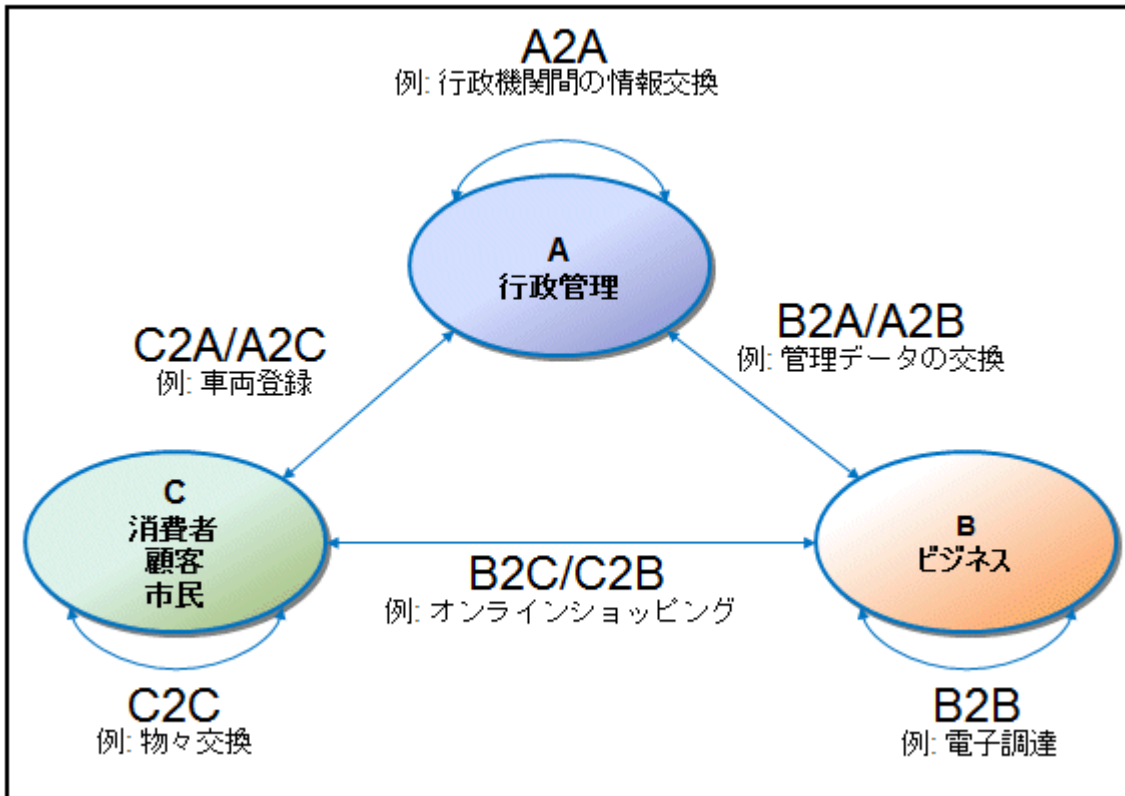 A2A
例: 行政機関間の情報交換
A
行政管理
C2A/A2C
例: 車両登録
B2A/A2B
例: 管理データの交換
C
消費者
顧客
市民
B
ビジネス
B2C/C2B
例: オンラインショッピング
C2C
例: 物々交換
B2B
例: 電子調達